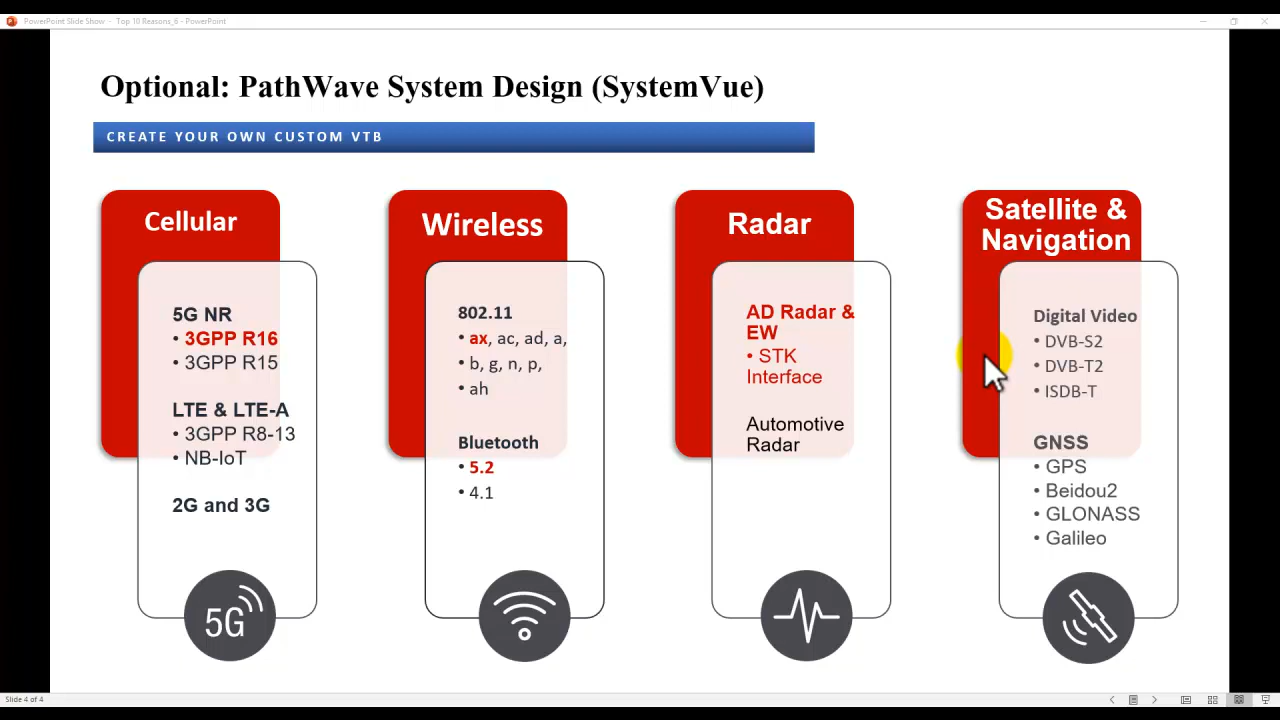 PowerPoint Slide Show - Top 10 Reasons_6 - PowerPoint
Optional: PathWave System Design (SystemVue)
CREATE YOUR OWN CUSTOM VTB
Cellular
5G NR
• 3GPP R16
• 3GPP R15
LTE & LTE-A
• 3GPP R8-13
• NB-IoT
2G and 3G
5G
Wireless
802.11
• ax, ac, ad, a,
• b, g, n, p,
• ah
Bluetooth
• 5.2
• 4.1
Radar
AD Radar &
EW
• STK
Interface
Automotive
Radar
Satellite &
Navigation
Digital Video
• DVB-S2
• DVB-T2
• ISDB-T
GNSS
• GPS
• Beidou2
• GLONASS
• Galileo
Slide 4 of 4